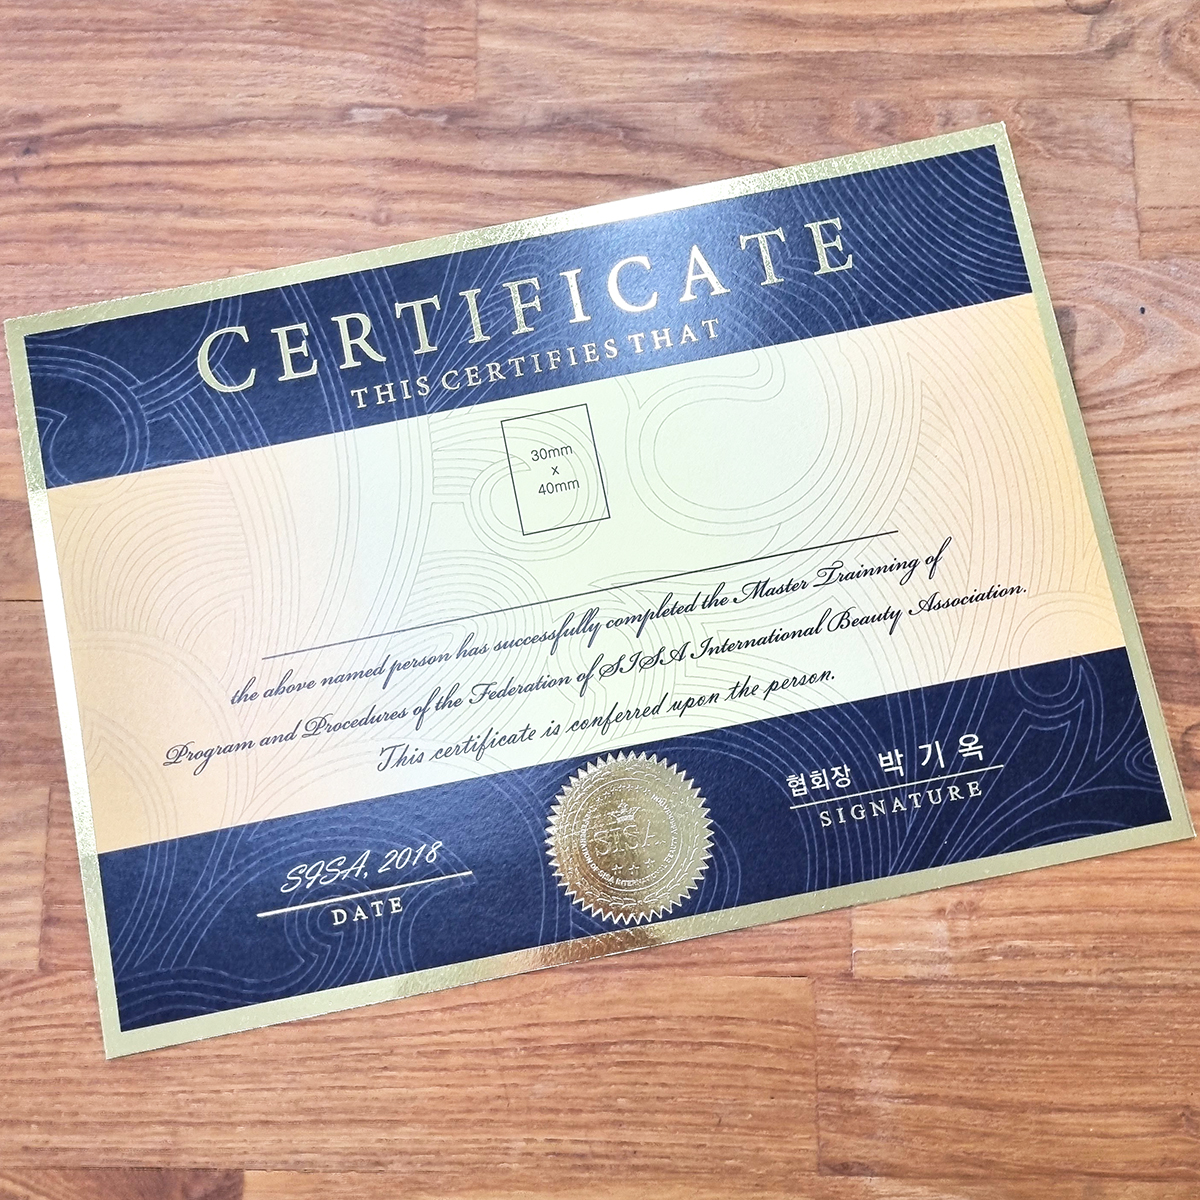 CERTIFICATE
THIS CERTIFIES THAT
30mm
x
40mm
the above named person has successfully completed the Master Trainning of
Program and Procedures of the Federation of SISA International Beauty Association.
This certificate is conferred upon the person.
SISA, 2018
DATE
SISA
협회장 박기옥
SIGNATURE